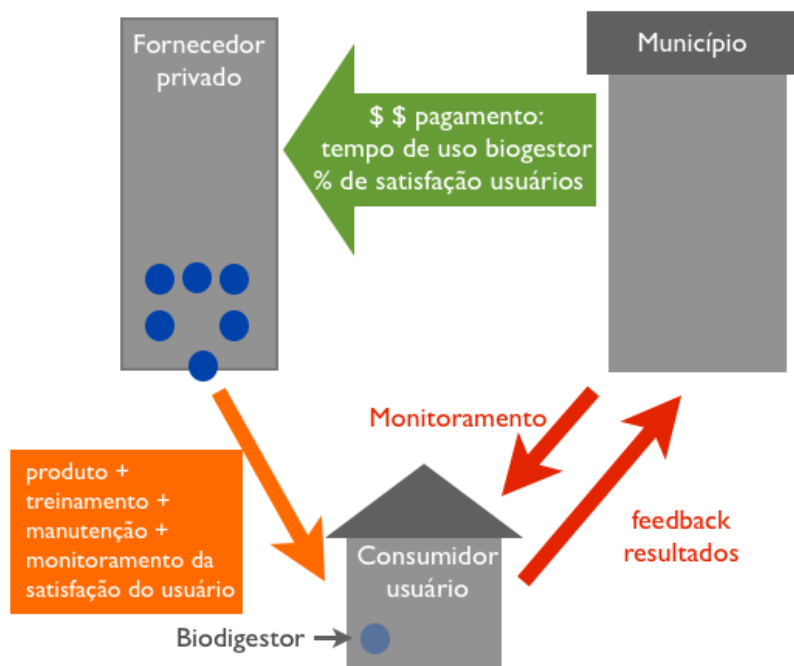 Fornecedor
privado
Município
$ $ pagamento:
tempo de uso biogestor
% de satisfação usuários
Monitoramento
produto +
treinamento +
manutenção +
monitoramento da
satisfação do usuário
feedback
resultados
Consumidor
usuário
Biodigestor